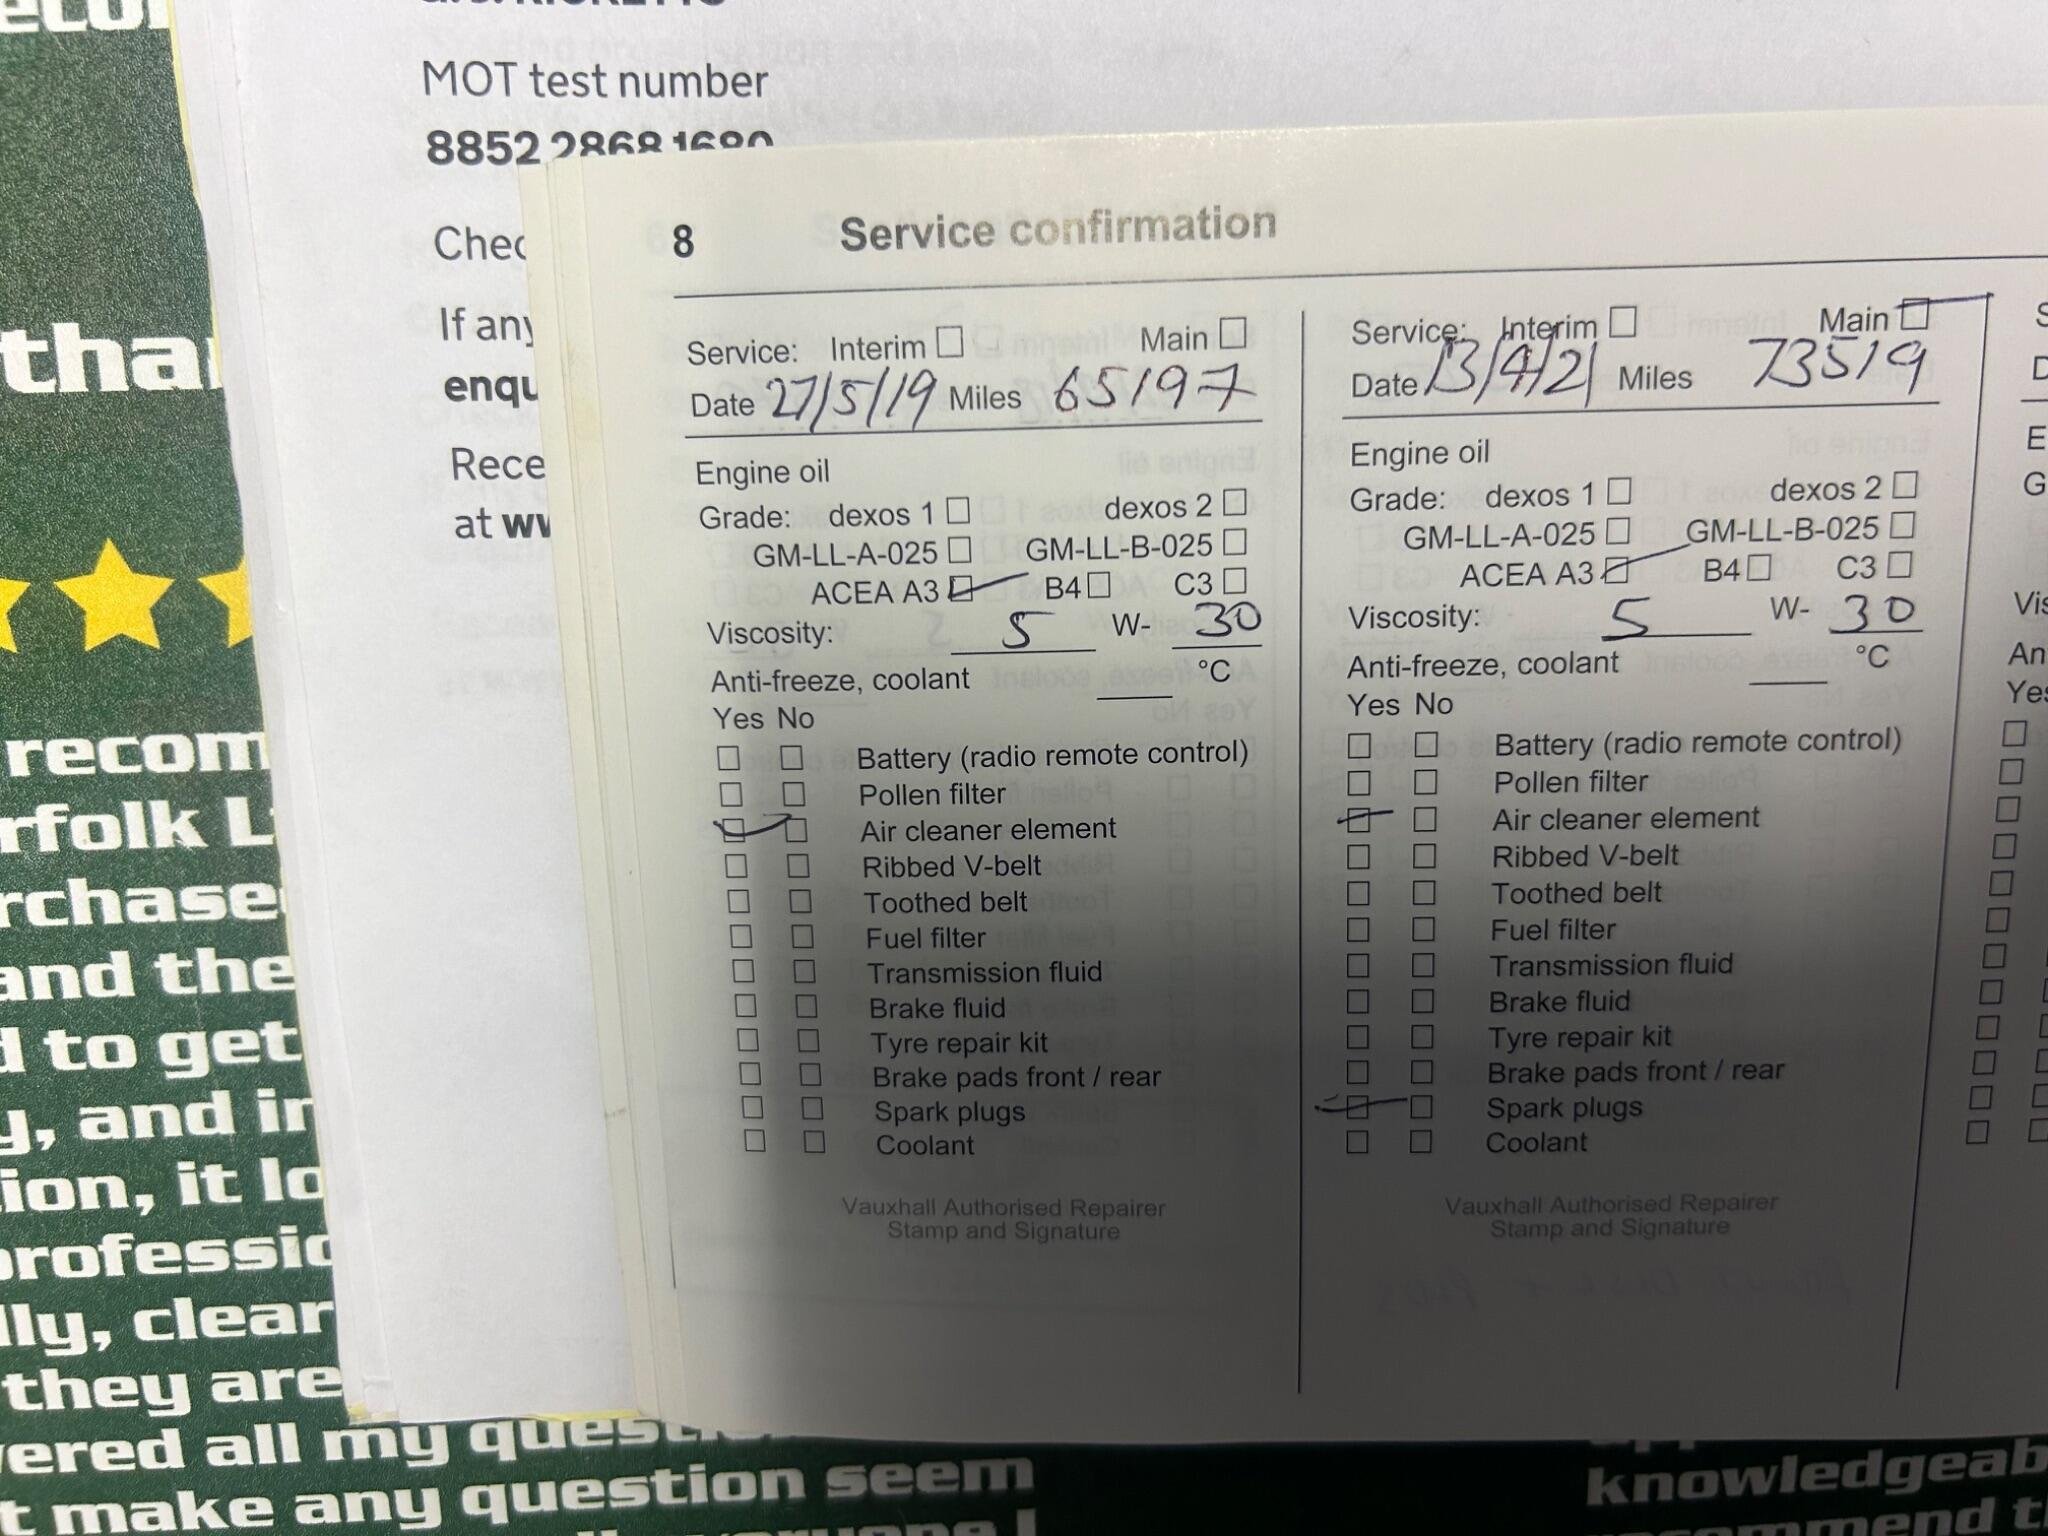 MOT test number
8852 2868 1680
Chec
If any
enqu
Rece
at ww
8 Service confirmation
Service: Interim Main
Date 27/5/19 Miles 65197
Engine oil
Grade: dexos 1 dexos 2
GM-LL-A-025 GM-LL-B-025
ACEA A3 B4 C3
Viscosity: 5 W- 30
Anti-freeze, coolant °C
Yes No
Battery (radio remote control)
Pollen filter
Air cleaner element
Ribbed V-belt
Toothed belt
Fuel filter
Transmission fluid
Brake fluid
Tyre repair kit
Brake pads front / rear
Spark plugs
Coolant
Vauxhall Authorised Repairer
Stamp and Signature
Service: Interim Main
Date 13/4/21 Miles 73519
Engine oil
Grade: dexos 1 dexos 2
GM-LL-A-025 GM-LL-B-025
ACEA A3 B4 C3
Viscosity: 5 W- 30
Anti-freeze, coolant °C
Yes No
Battery (radio remote control)
Pollen filter
Air cleaner element
Ribbed V-belt
Toothed belt
Fuel filter
Transmission fluid
Brake fluid
Tyre repair kit
Brake pads front / rear
Spark plugs
Coolant
Vauxhall Authorised Repairer
Stamp and Signature
S
D
E
G
Vis
An
Yes
than
recom
rfolk L
rchase
and the
d to get
y, and in
ion, it lo
professio
lly, clear
they are
ered all my quest
t make any question seem
knowledgeab
mmend t